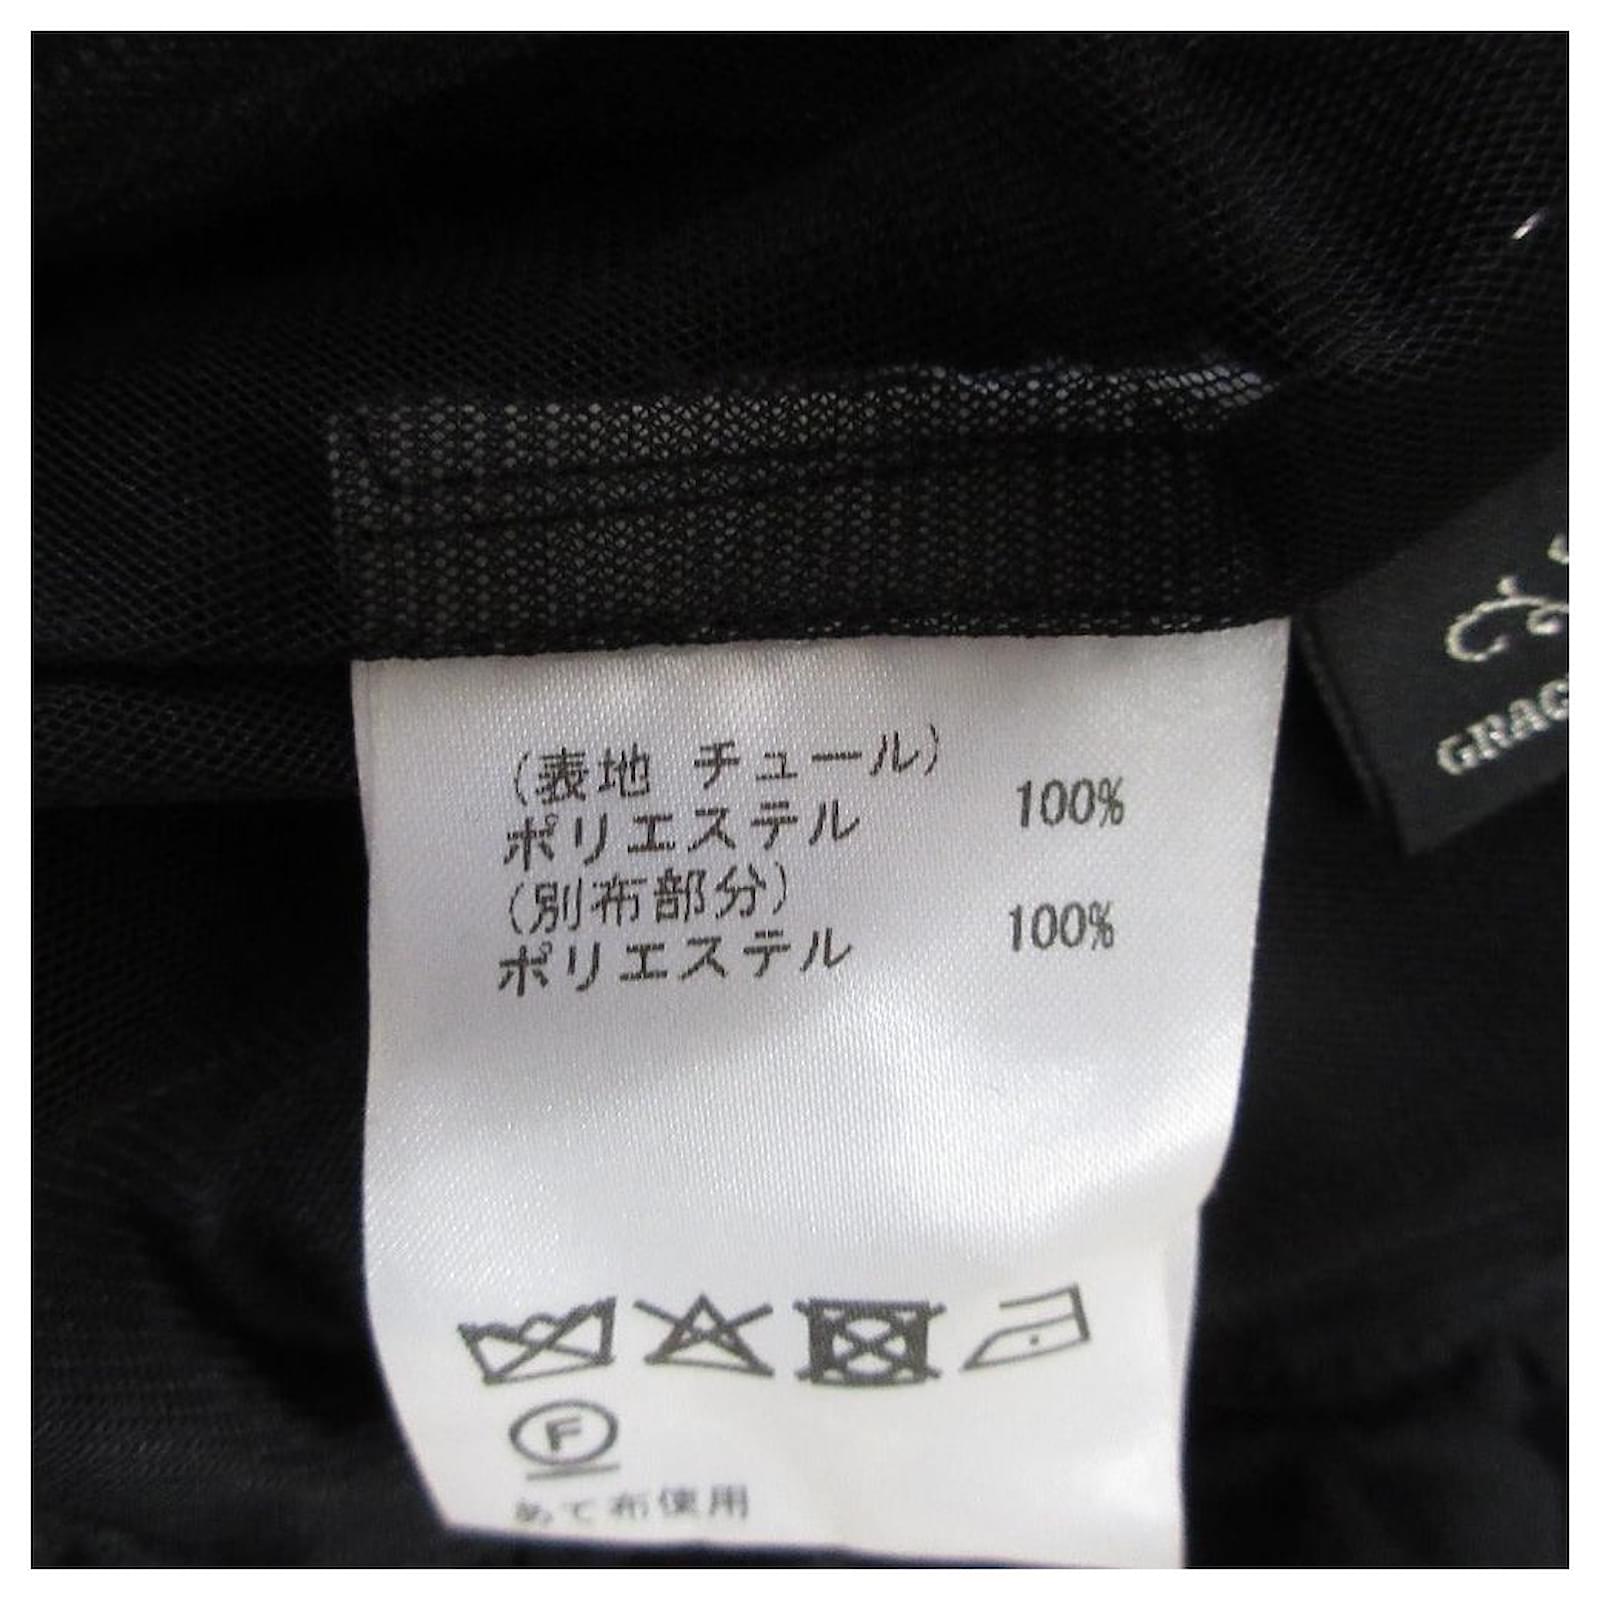 (表地 チュール)
ポリエステル 100%
(別布部分)
ポリエステル 100%
F
あて布使用
GRAC